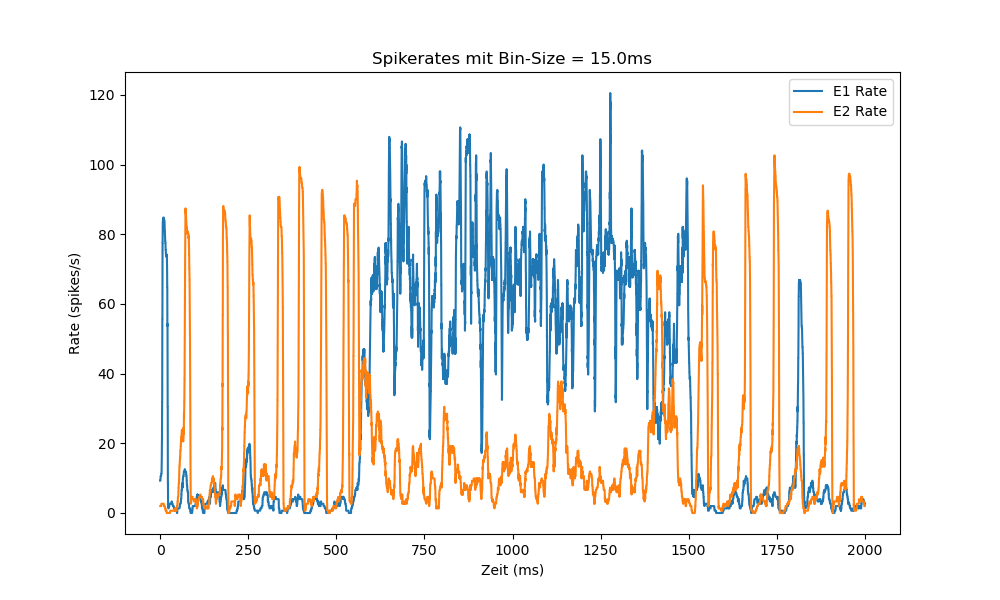 Spikerates mit Bin-Size = 15.0ms
E1 Rate
E2 Rate
120
100
80
60
40
20
0
Rate (spikes/s)
0 250 500 750 1000 1250 1500 1750 2000
Zeit (ms)